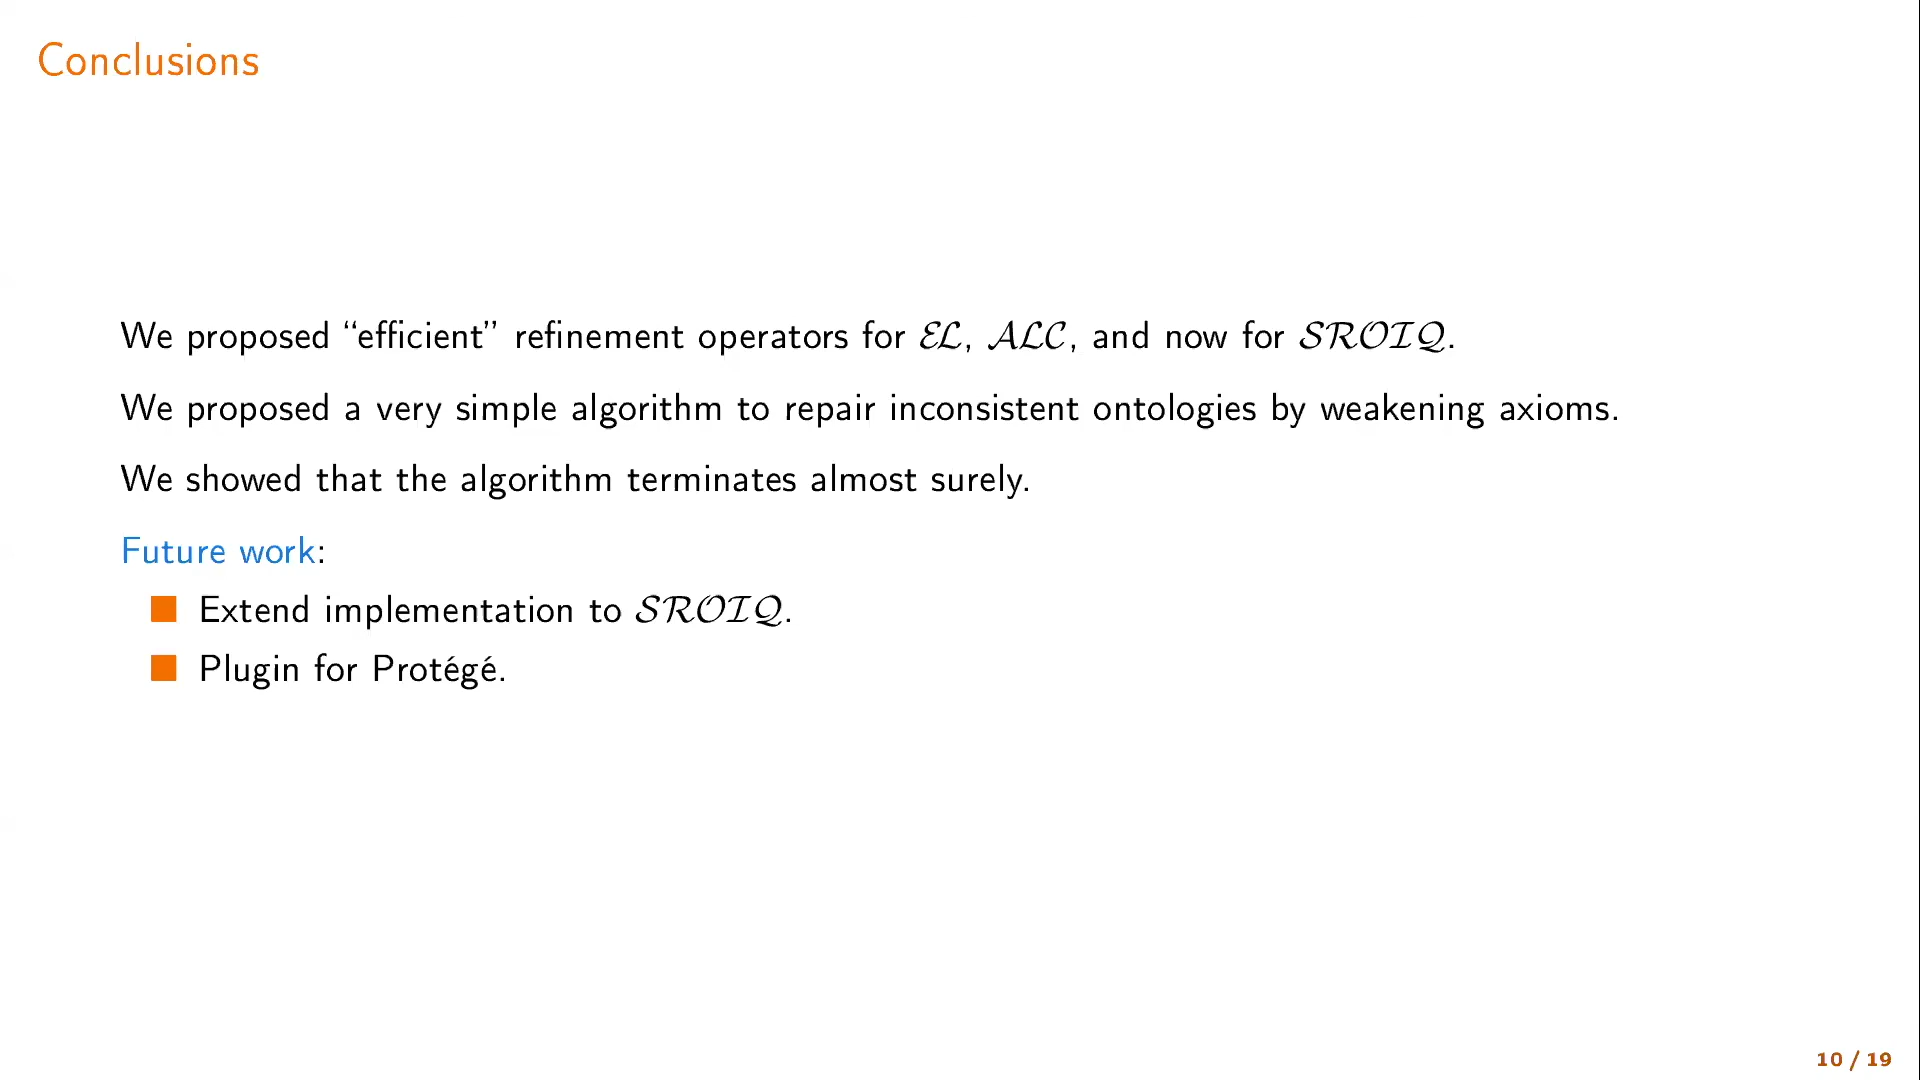 Conclusions
We proposed “efficient” refinement operators for 𝓔𝓛, 𝓐𝓛𝓒, and now for 𝓢𝓡𝓞𝓘𝓠.
We proposed a very simple algorithm to repair inconsistent ontologies by weakening axioms.
We showed that the algorithm terminates almost surely.
Future work:
Extend implementation to 𝓢𝓡𝓞𝓘𝓠.
Plugin for Protégé.
10 / 19